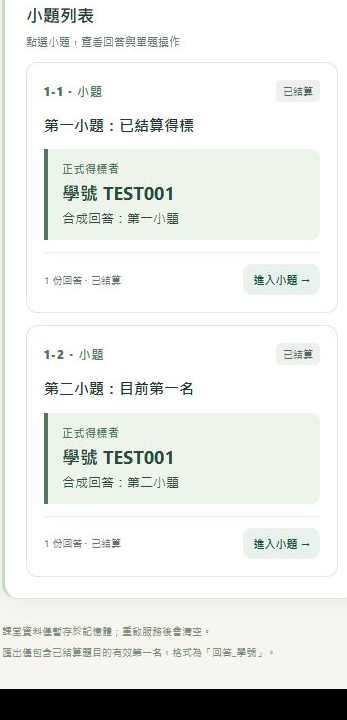 小題列表
點選小題，查看回答與單題操作
1-1 · 小題
已結算
第一小題：已結算得標
正式得標者
學號 TEST001
合成回答：第一小題
1 份回答 · 已結算
進入小題 →
1-2 · 小題
已結算
第二小題：目前第一名
正式得標者
學號 TEST001
合成回答：第二小題
1 份回答 · 已結算
進入小題 →
課堂資料僅暫存於記憶體；重啟服務後會清空。
匯出僅包含已結算題目的有效第一名，格式為「回答_學號」。